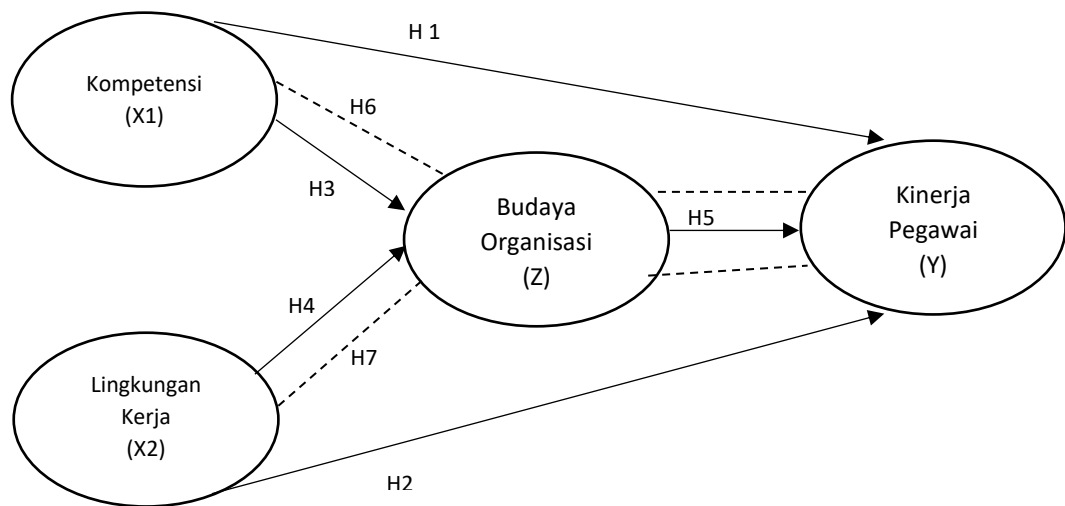 H 1
Kompetensi
(X1)
H6
H3
Budaya
Organisasi
(Z)
H5
Kinerja
Pegawai
(Y)
H4
H7
Lingkungan
Kerja
(X2)
H2